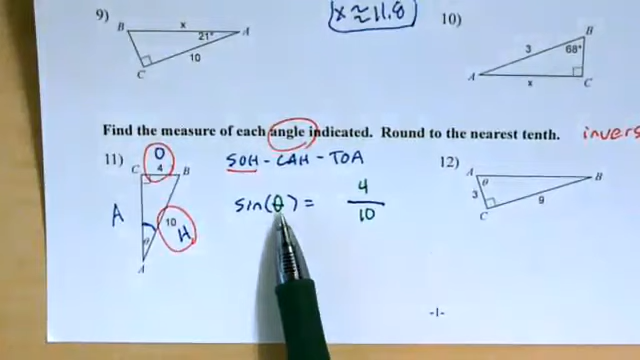 9)
B
x
A
21°
10
C
x≈11.8
10)
B
3
68°
A
x
C
Find the measure of each angle indicated. Round to the nearest tenth.
invers
11)
O
C
4
B
A
10
H
θ
A
SOH-CAH-TOA
sin(θ) = 4/10
12)
A
θ
B
3
9
C
-1-